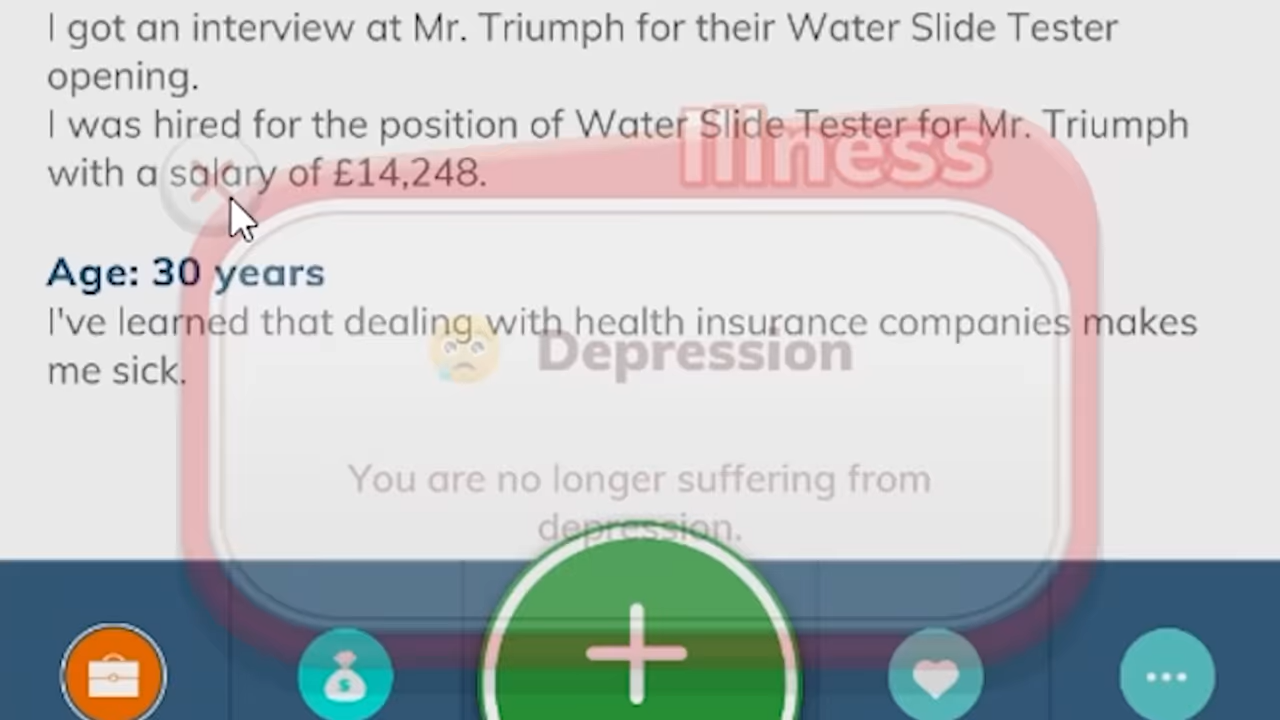 I got an interview at Mr. Triumph for their Water Slide Tester
opening.
I was hired for the position of Water Slide Tester for Mr. Triumph
with a salary of £14,248.
Illness
Age: 30 years
I've learned that dealing with health insurance companies makes
me sick.
Depression
You are no longer suffering from
depression.